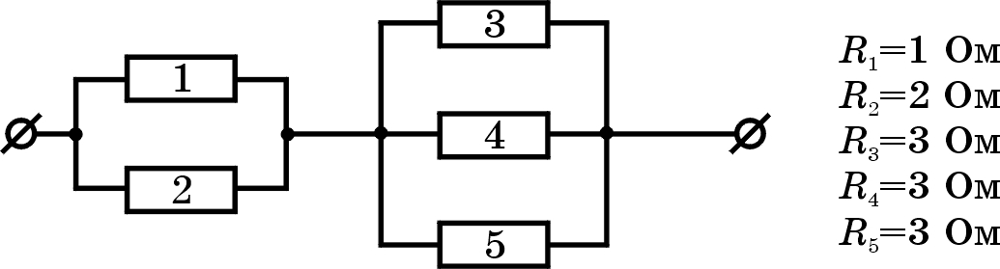 1
2
3
4
5
R₁=1 Ом
R₂=2 Ом
R₃=3 Ом
R₄=3 Ом
R₅=3 Ом